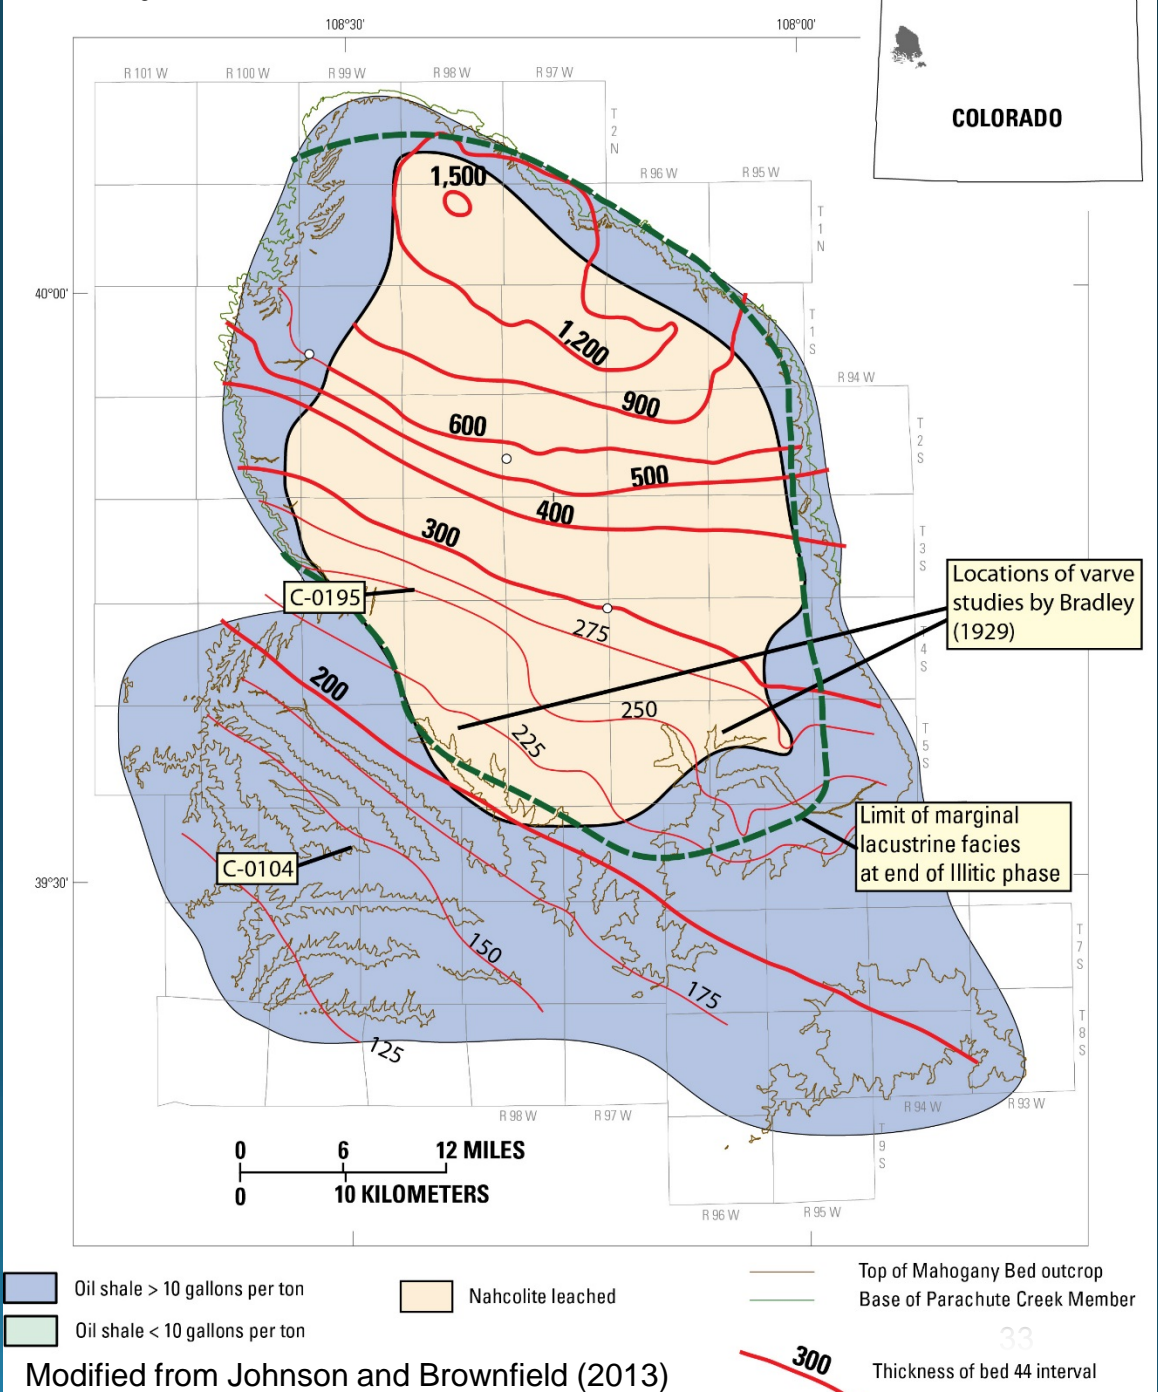 108°30'
108°00'
R 101 W
R 100 W
R 99 W
R 98 W
R 97 W
COLORADO
T
2
N
R 96 W
R 95 W
1,500
T
1
N
40°00'
T
1
S
1,200
R 94 W
900
600
T
2
S
500
400
300
T
3
S
C-0195
275
Locations of varve
studies by Bradley
(1929)
T
4
S
200
250
225
T
5
S
Limit of marginal
lacustrine facies
at end of Illitic phase
C-0104
39°30'
150
175
T
7
S
125
T
8
S
R 98 W
R 97 W
R 94 W
R 93 W
T
9
S
0
6
12 MILES
0
10 KILOMETERS
R 96 W
R 95 W
Oil shale > 10 gallons per ton
Oil shale < 10 gallons per ton
Nahcolite leached
Top of Mahogany Bed outcrop
Base of Parachute Creek Member
33
300
Thickness of bed 44 interval
Modified from Johnson and Brownfield (2013)